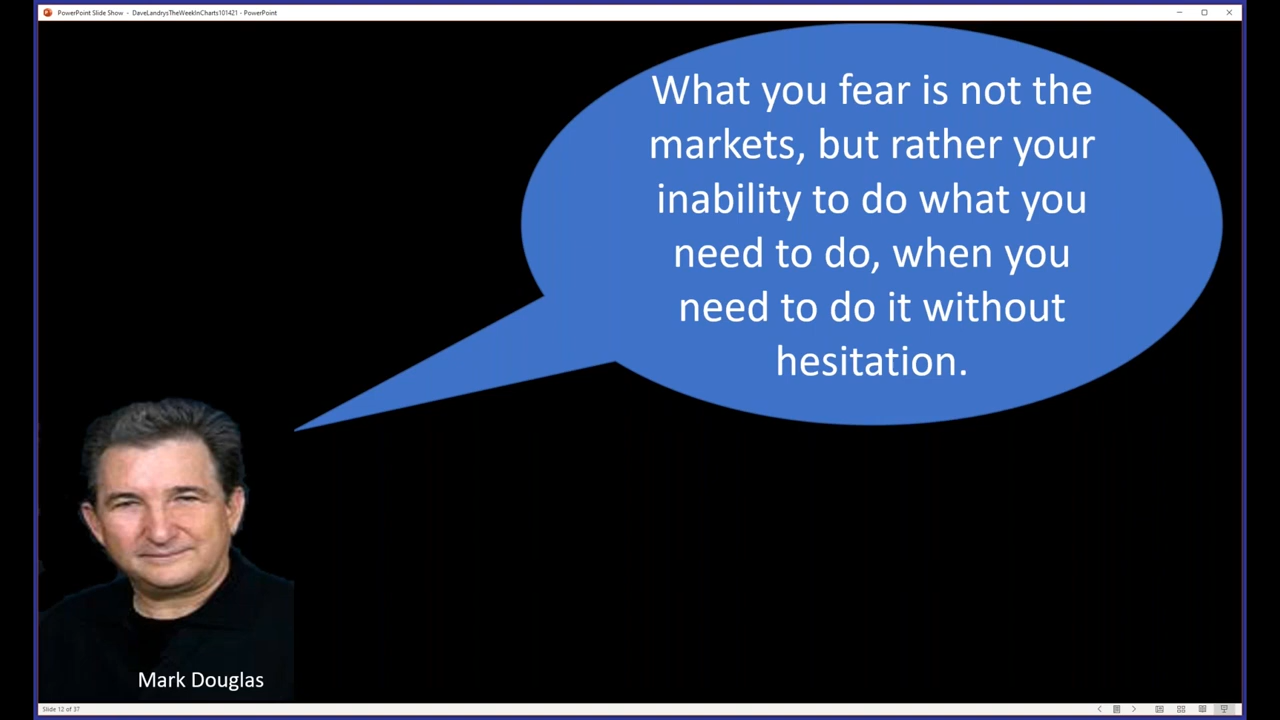 PowerPoint Slide Show - DaveLandrysTheWeekInCharts101421 - PowerPoint
What you fear is not the
markets, but rather your
inability to do what you
need to do, when you
need to do it without
hesitation.
Mark Douglas
Slide 12 of 37